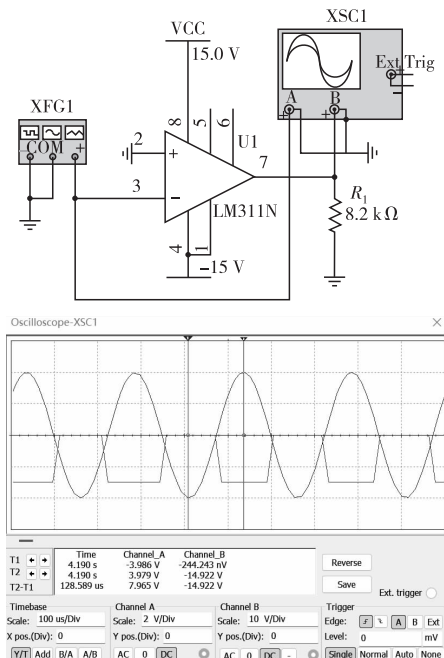 XSC1
VCC
15.0 V
Ext Trig
+
−
A
B
+
+
XFG1
COM
+
8
5
6
U1
2
+
7
3
−
R1
8.2 kΩ
LM311N
4
1
−15 V
Oscilloscope-XSC1
Time Channel_A Channel_B
T1 4.190 s -3.986 V -244.243 nV
T2 4.190 s 3.979 V -14.922 V
T2-T1 128.589 us 7.965 V -14.922 V
Reverse
Save
Ext. trigger
Timebase Channel A Channel B Trigger
Scale: 100 us/Div Scale: 2 V/Div Scale: 10 V/Div Edge: A B Ext
X pos.(Div): 0 Y pos.(Div): 0 Y pos.(Div): 0 Level: 0 mV
Y/T Add B/A A/B AC 0 DC AC 0 DC - Single Normal Auto None